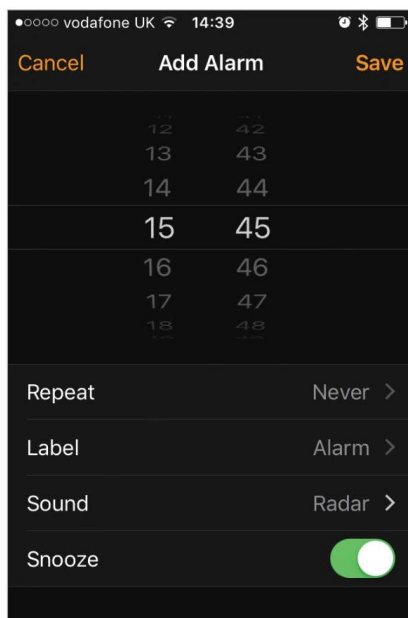 vodafone UK 14:39
Cancel Add Alarm Save
12 42
13 43
14 44
15 45
16 46
17 47
18 48
Repeat Never >
Label Alarm >
Sound Radar >
Snooze